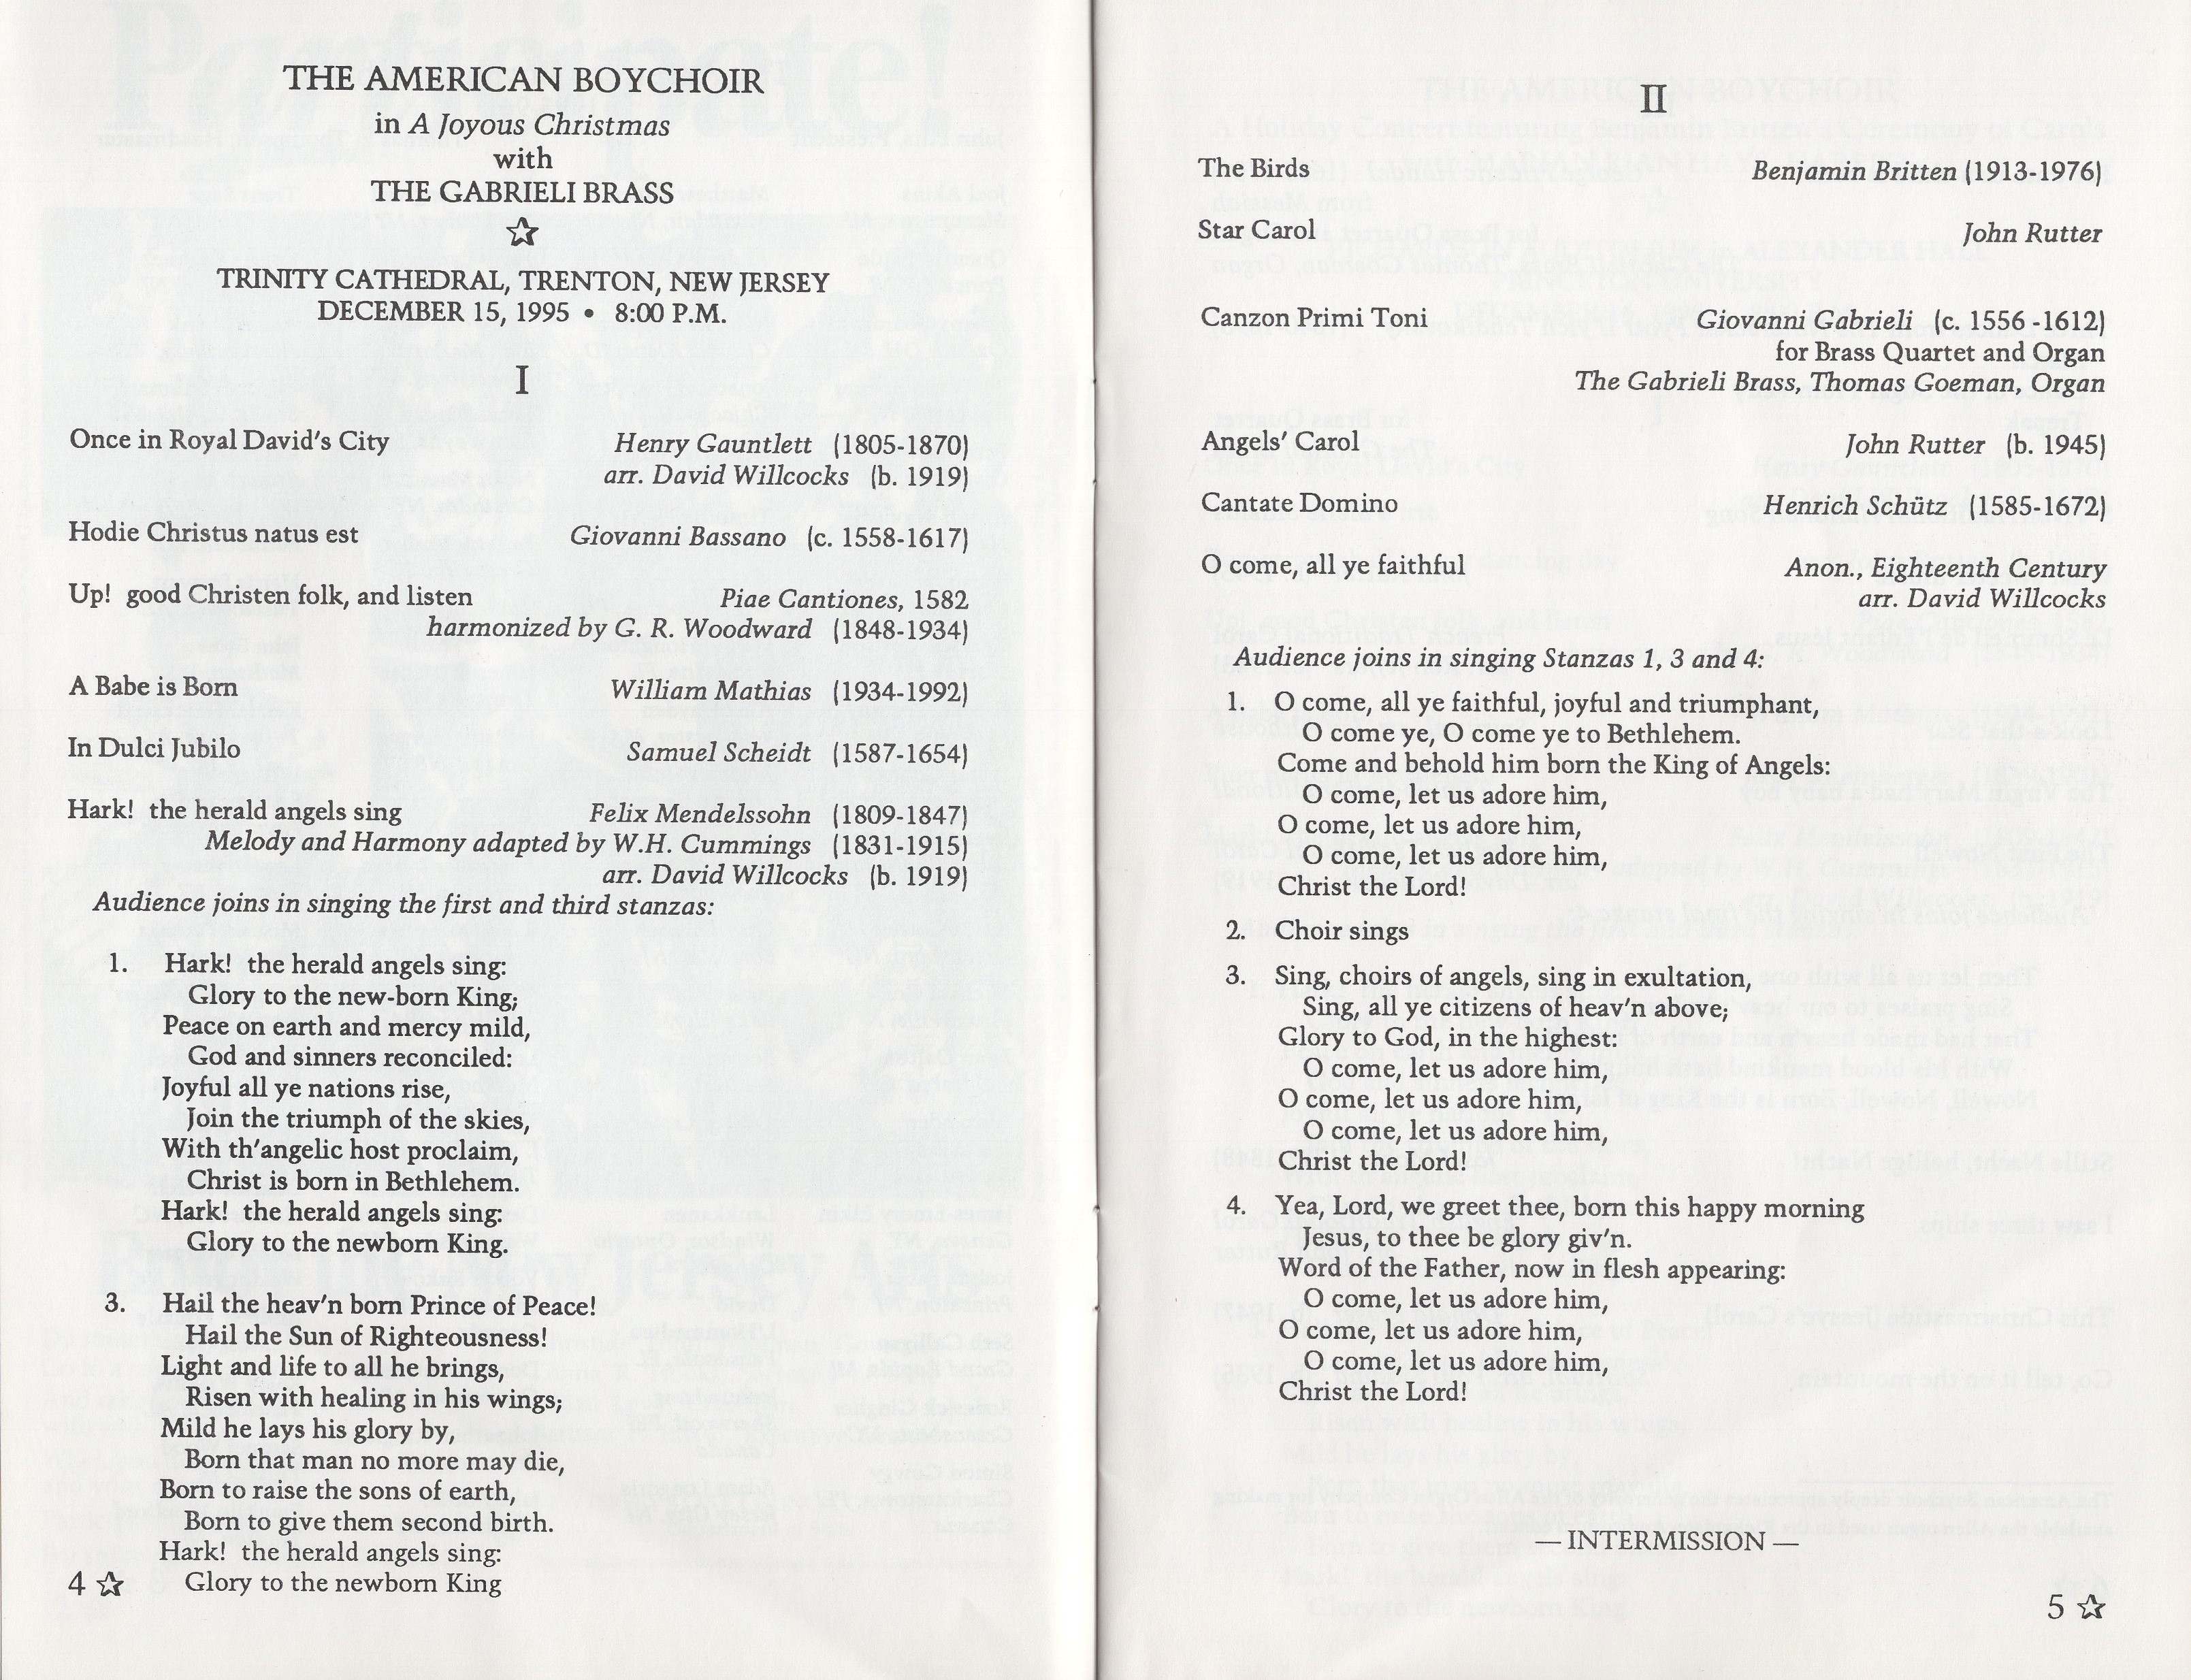 THE AMERICAN BOYCHOIR
in A Joyous Christmas
with
THE GABRIELI BRASS
☆
TRINITY CATHEDRAL, TRENTON, NEW JERSEY
DECEMBER 15, 1995 • 8:00 P.M.
I
Once in Royal David's City Henry Gauntlett (1805-1870)
arr. David Willcocks (b. 1919)
Hodie Christus natus est Giovanni Bassano (c. 1558-1617)
Up! good Christen folk, and listen Piae Cantiones, 1582
harmonized by G. R. Woodward (1848-1934)
A Babe is Born William Mathias (1934-1992)
In Dulci Jubilo Samuel Scheidt (1587-1654)
Hark! the herald angels sing Felix Mendelssohn (1809-1847)
Melody and Harmony adapted by W.H. Cummings (1831-1915)
arr. David Willcocks (b. 1919)
Audience joins in singing the first and third stanzas:
1. Hark! the herald angels sing:
Glory to the new-born King;
Peace on earth and mercy mild,
God and sinners reconciled:
Joyful all ye nations rise,
Join the triumph of the skies,
With th'angelic host proclaim,
Christ is born in Bethlehem.
Hark! the herald angels sing:
Glory to the newborn King.
3. Hail the heav'n born Prince of Peace!
Hail the Sun of Righteousness!
Light and life to all he brings,
Risen with healing in his wings;
Mild he lays his glory by,
Born that man no more may die,
Born to raise the sons of earth,
Born to give them second birth.
Hark! the herald angels sing:
Glory to the newborn King
4 ☆
II
The Birds Benjamin Britten (1913-1976)
Star Carol John Rutter
Canzon Primi Toni Giovanni Gabrieli (c. 1556 -1612)
for Brass Quartet and Organ
The Gabrieli Brass, Thomas Goeman, Organ
Angels' Carol John Rutter (b. 1945)
Cantate Domino Henrich Schütz (1585-1672)
O come, all ye faithful Anon., Eighteenth Century
arr. David Willcocks
Audience joins in singing Stanzas 1, 3 and 4:
1. O come, all ye faithful, joyful and triumphant,
O come ye, O come ye to Bethlehem.
Come and behold him born the King of Angels:
O come, let us adore him,
O come, let us adore him,
O come, let us adore him,
Christ the Lord!
2. Choir sings
3. Sing, choirs of angels, sing in exultation,
Sing, all ye citizens of heav'n above;
Glory to God, in the highest:
O come, let us adore him,
O come, let us adore him,
O come, let us adore him,
Christ the Lord!
4. Yea, Lord, we greet thee, born this happy morning
Jesus, to thee be glory giv'n.
Word of the Father, now in flesh appearing:
O come, let us adore him,
O come, let us adore him,
O come, let us adore him,
Christ the Lord!
— INTERMISSION —
5 ☆